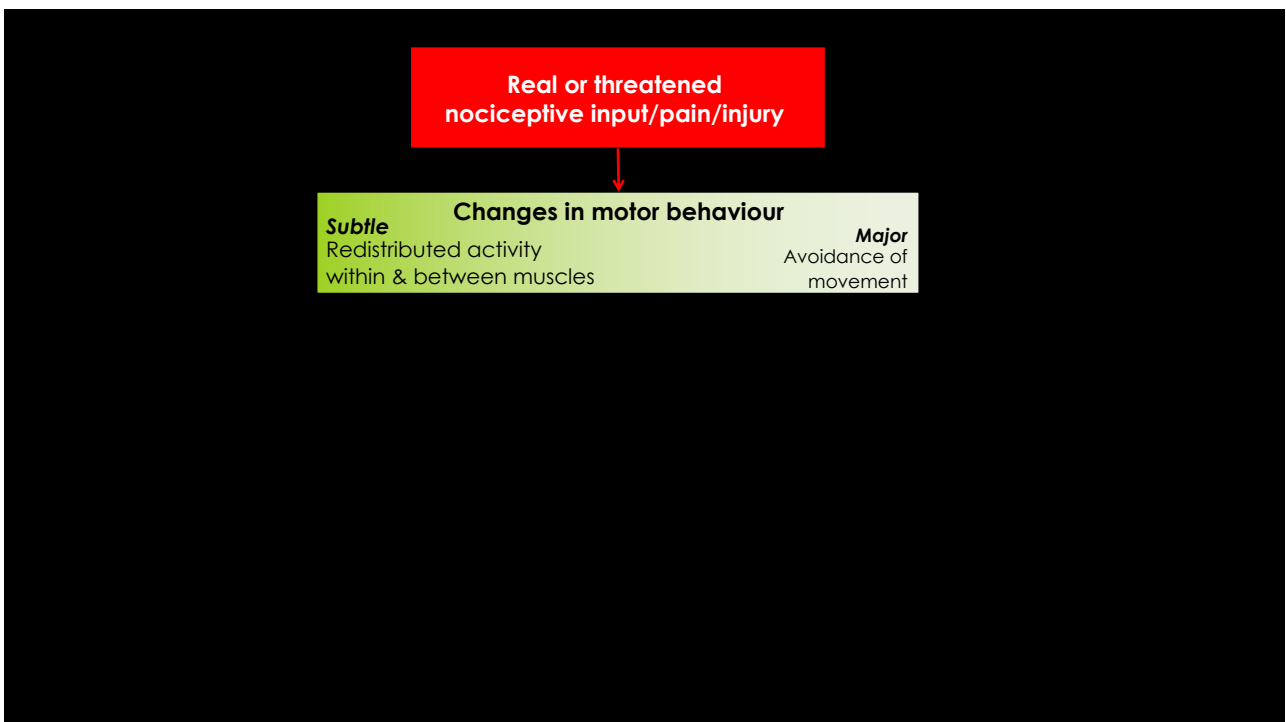 Real or threatened
nociceptive input/pain/injury
Changes in motor behaviour
Subtle
Redistributed activity
within & between muscles
Major
Avoidance of
movement